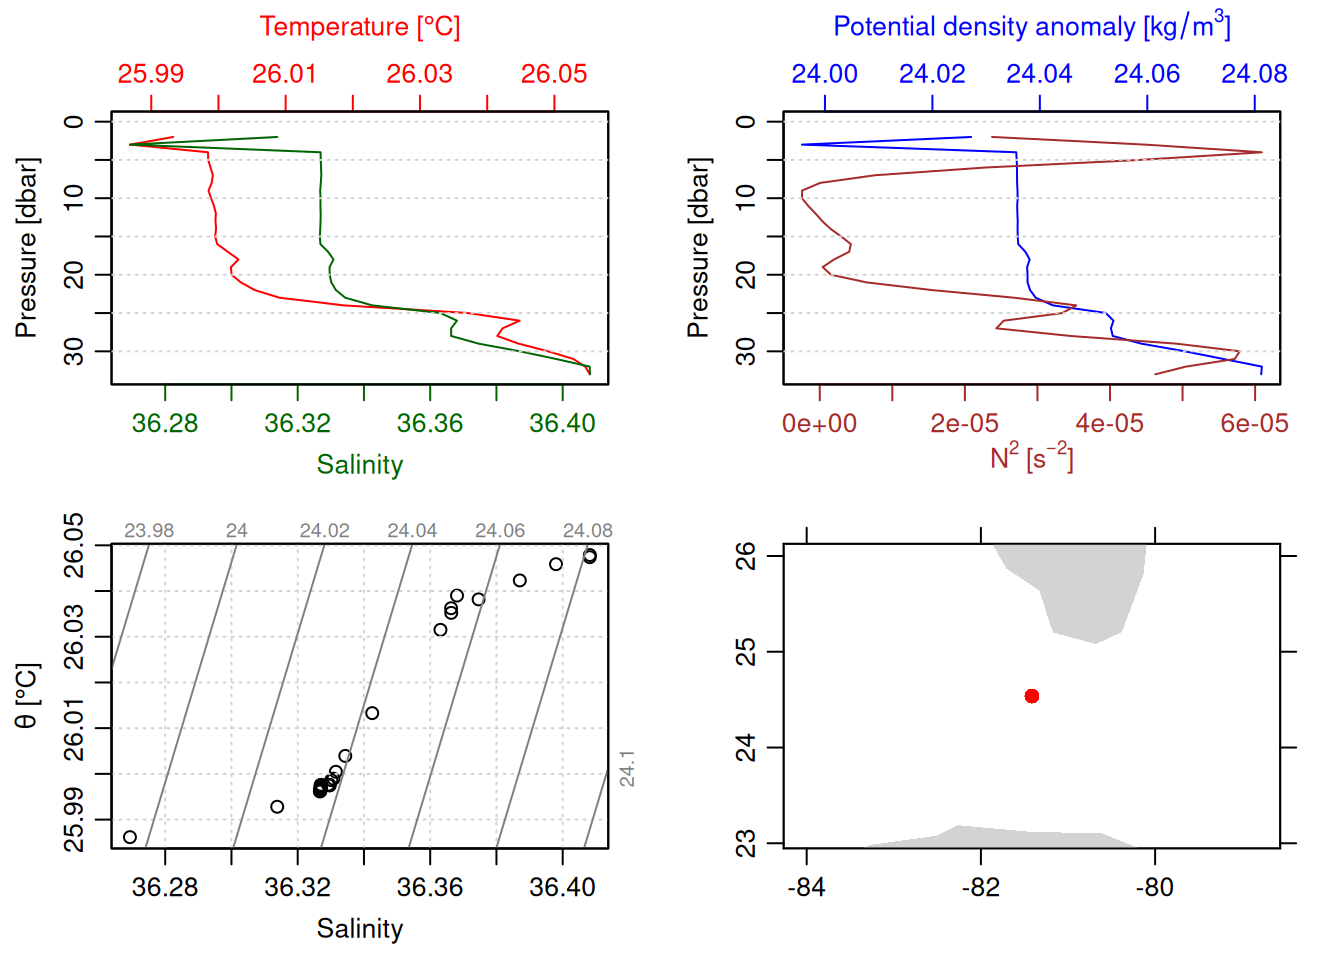 Temperature [°C]
25.99 26.01 26.03 26.05
Pressure [dbar]
0
10
20
30
36.28 36.32 36.36 36.40
Salinity
Potential density anomaly [kg/m³]
24.00 24.02 24.04 24.06 24.08
Pressure [dbar]
0
10
20
30
0e+00 2e-05 4e-05 6e-05
N² [s⁻²]
23.98 24 24.02 24.04 24.06 24.08
24.1
θ [°C]
26.05
26.03
26.01
25.99
36.28 36.32 36.36 36.40
Salinity
26
25
24
23
-84 -82 -80